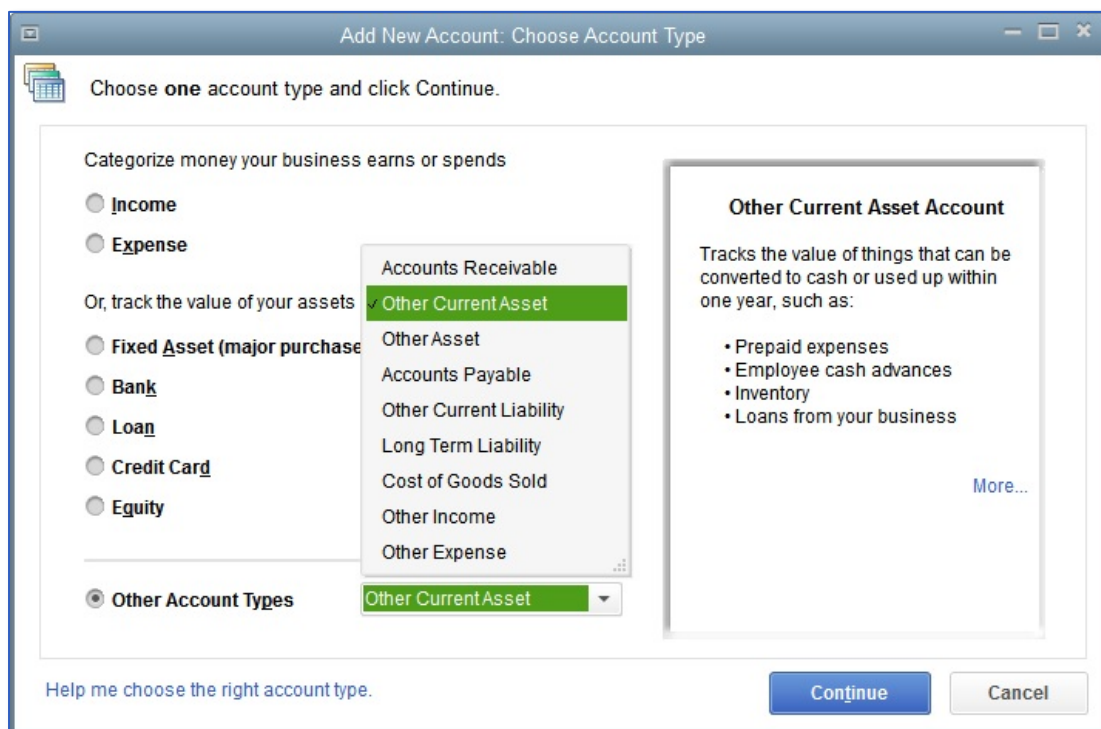 Add New Account: Choose Account Type
Choose one account type and click Continue.
Categorize money your business earns or spends
Income
Expense
Or, track the value of your assets
Fixed Asset (major purchase
Bank
Loan
Credit Card
Equity
Accounts Receivable
Other Current Asset
Other Asset
Accounts Payable
Other Current Liability
Long Term Liability
Cost of Goods Sold
Other Income
Other Expense
Other Account Types
Other Current Asset
Other Current Asset Account
Tracks the value of things that can be
converted to cash or used up within
one year, such as:
• Prepaid expenses
• Employee cash advances
• Inventory
• Loans from your business
More...
Help me choose the right account type.
Continue
Cancel